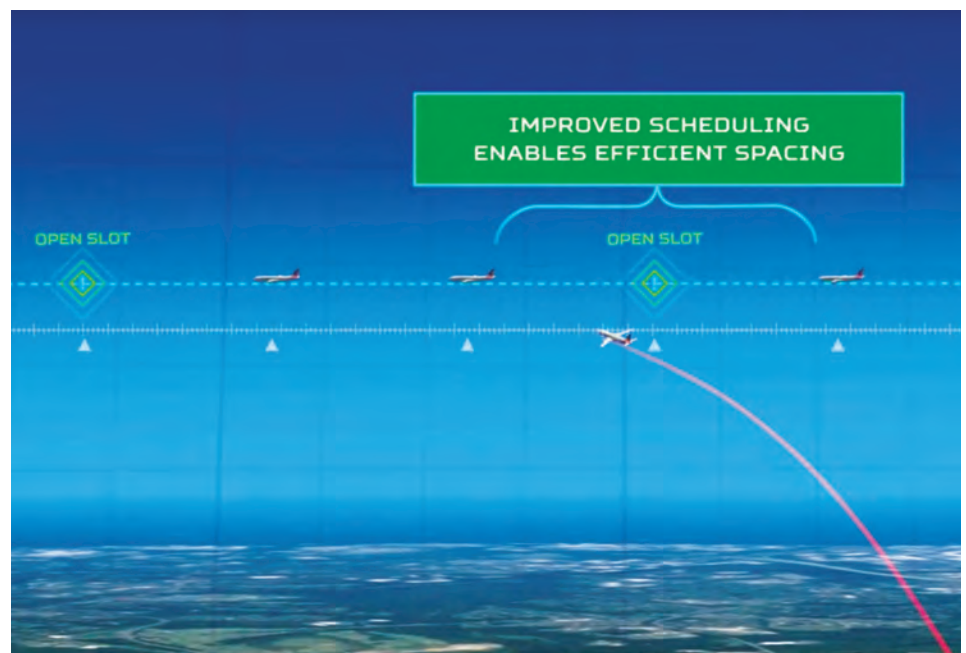 IMPROVED SCHEDULING
ENABLES EFFICIENT SPACING
OPEN SLOT
OPEN SLOT